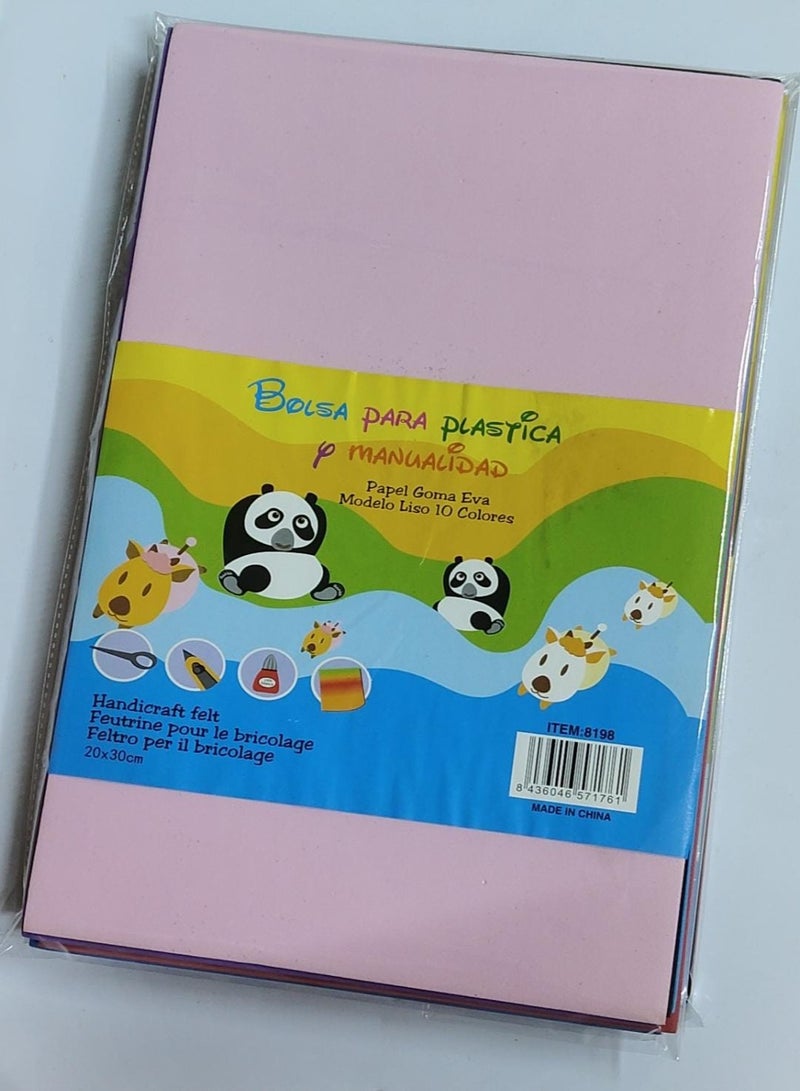 BOLSA PARA PLASTICA
Y MANUALIDAD
Papel Goma Eva
Modelo Liso 10 Colores
Handicraft felt
Feutrine pour le bricolage
Feltro per il bricolage
20x30cm
ITEM:8198
8 436046 571761
MADE IN CHINA